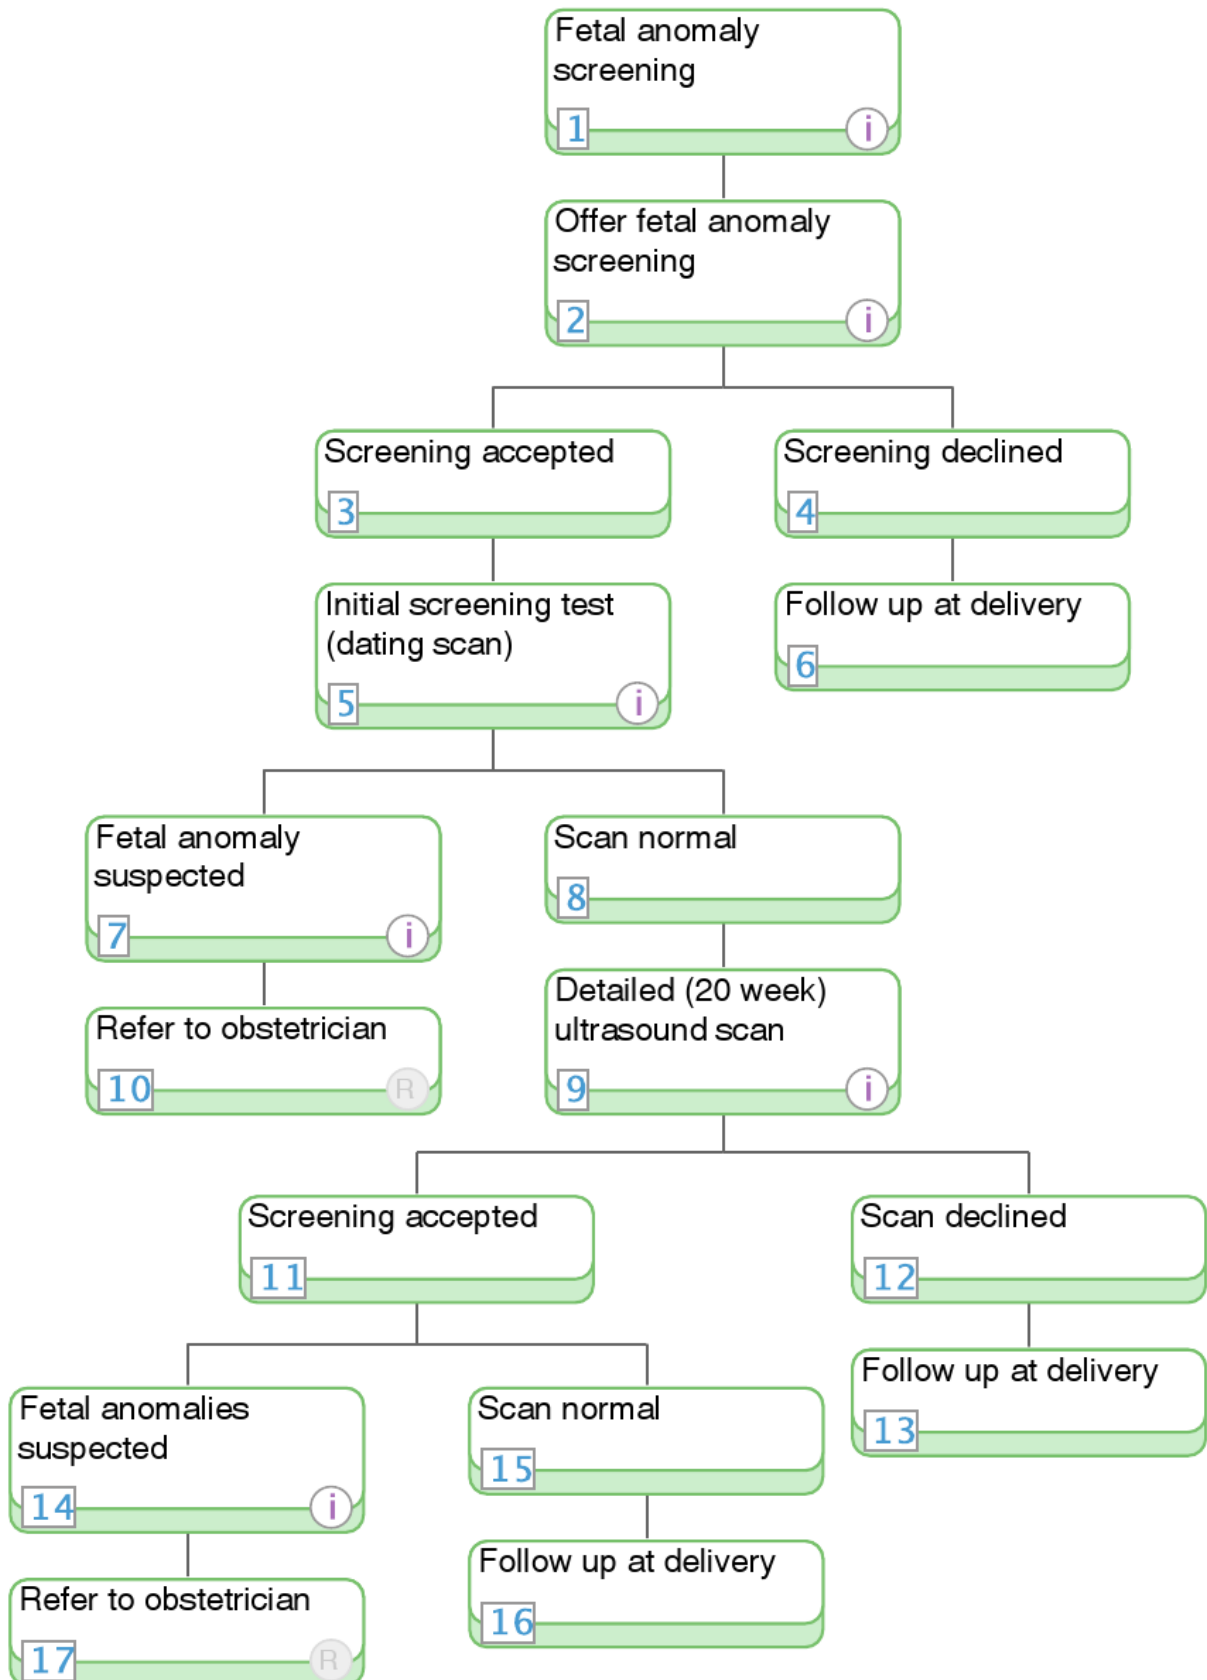 Fetal anomaly
screening
1 i
Offer fetal anomaly
screening
2 i
Screening accepted
3
Screening declined
4
Initial screening test
(dating scan)
5 i
Follow up at delivery
6
Fetal anomaly
suspected
7 i
Scan normal
8
Refer to obstetrician
10 R
Detailed (20 week)
ultrasound scan
9 i
Screening accepted
11
Scan declined
12
Fetal anomalies
suspected
14 i
Scan normal
15
Follow up at delivery
13
Refer to obstetrician
17 R
Follow up at delivery
16